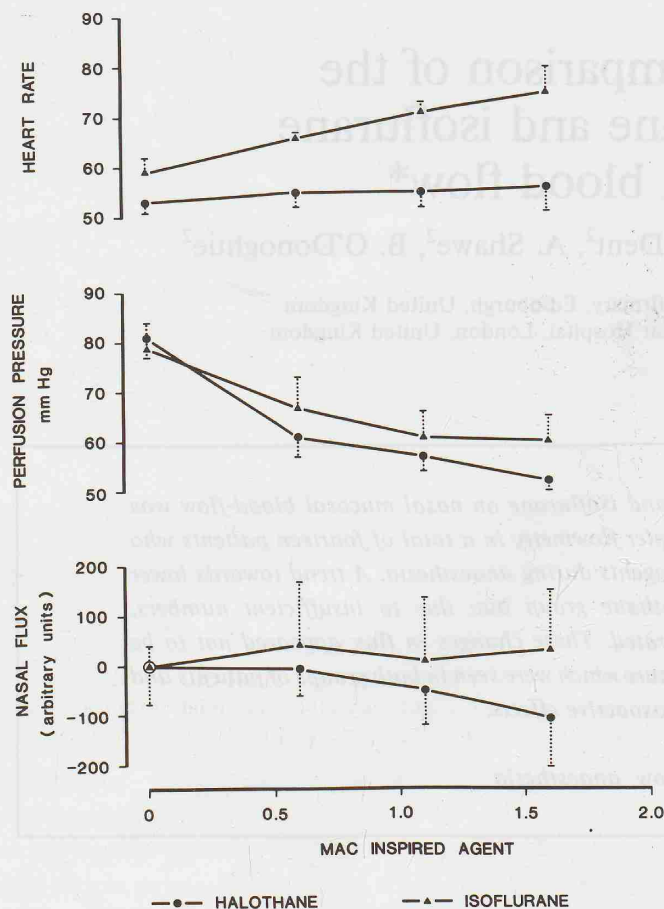 HEART RATE
90
80
70
60
50
PERFUSION PRESSURE
mm Hg
90
80
70
60
50
NASAL FLUX
( arbitrary units )
200
100
0
-100
-200
0 0.5 1.0 1.5 2.0
MAC INSPIRED AGENT
HALOTHANE ISOFLURANE